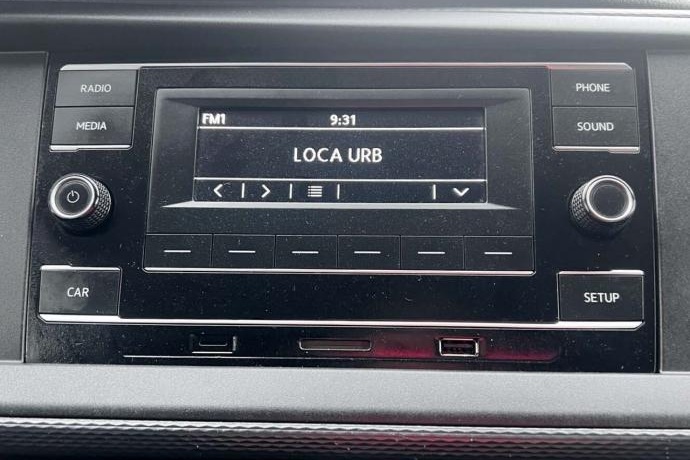 RADIO
MEDIA
FM1 9:31
LOCA URB
PHONE
SOUND
CAR
SETUP